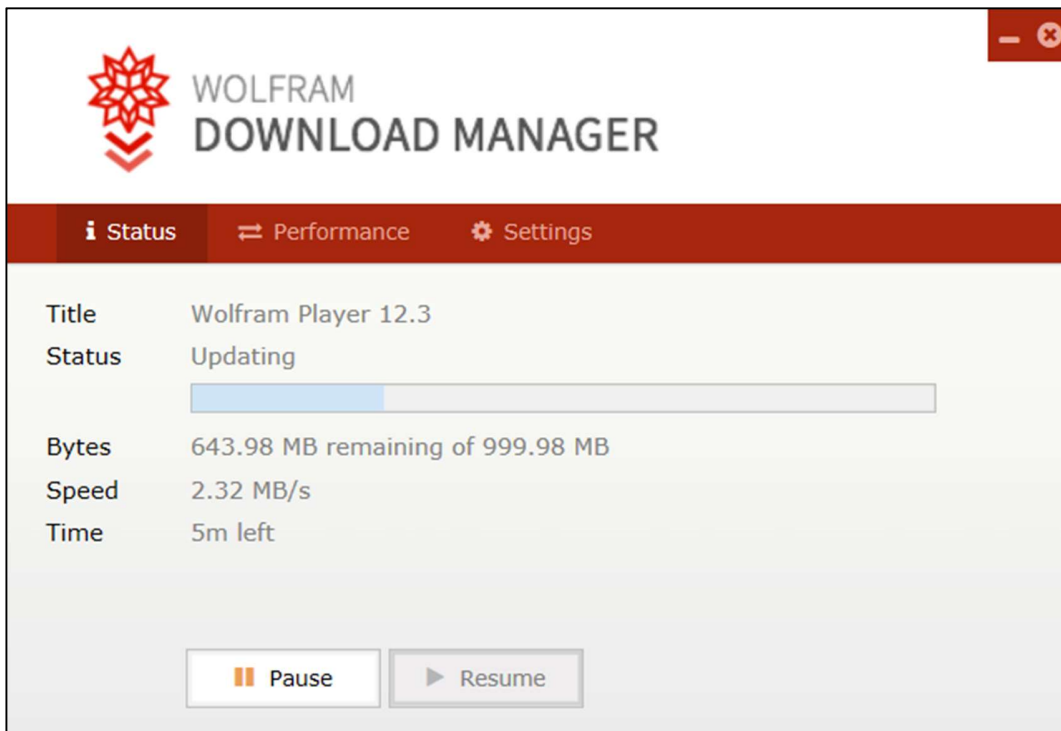 WOLFRAM
DOWNLOAD MANAGER
Status Performance Settings
Title Wolfram Player 12.3
Status Updating
Bytes 643.98 MB remaining of 999.98 MB
Speed 2.32 MB/s
Time 5m left
Pause Resume